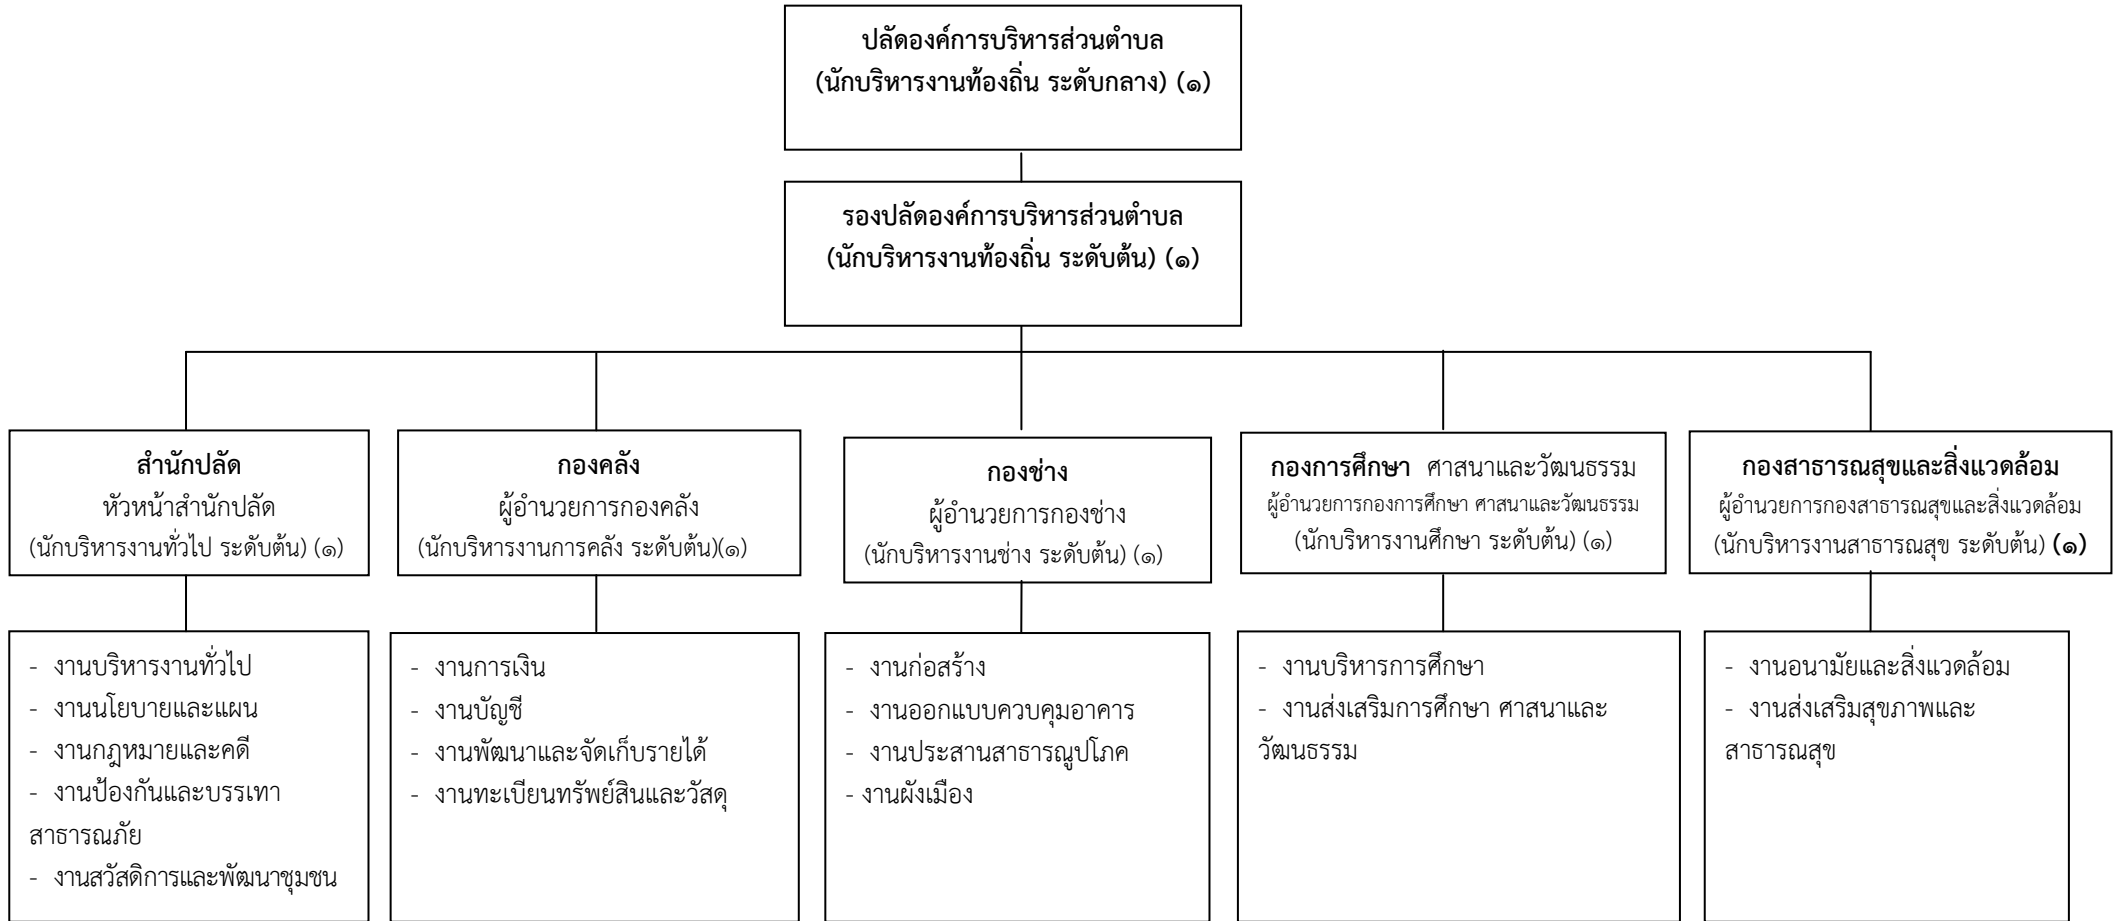 ปลัดองค์การบริหารส่วนตำบล
(นักบริหารงานท้องถิ่น ระดับกลาง) (๑)
รองปลัดองค์การบริหารส่วนตำบล
(นักบริหารงานท้องถิ่น ระดับต้น) (๑)
สำนักปลัด
หัวหน้าสำนักปลัด
(นักบริหารงานทั่วไป ระดับต้น) (๑)
กองคลัง
ผู้อำนวยการกองคลัง
(นักบริหารงานการคลัง ระดับต้น)(๑)
กองช่าง
ผู้อำนวยการกองช่าง
(นักบริหารงานช่าง ระดับต้น) (๑)
กองการศึกษา ศาสนาและวัฒนธรรม
ผู้อำนวยการกองการศึกษา ศาสนาและวัฒนธรรม
(นักบริหารงานศึกษา ระดับต้น) (๑)
กองสาธารณสุขและสิ่งแวดล้อม
ผู้อำนวยการกองสาธารณสุขและสิ่งแวดล้อม
(นักบริหารงานสาธารณสุข ระดับต้น) (๑)
- งานบริหารงานทั่วไป
- งานนโยบายและแผน
- งานกฎหมายและคดี
- งานป้องกันและบรรเทา
สาธารณภัย
- งานสวัสดิการและพัฒนาชุมชน
- งานการเงิน
- งานบัญชี
- งานพัฒนาและจัดเก็บรายได้
- งานทะเบียนทรัพย์สินและวัสดุ
- งานก่อสร้าง
- งานออกแบบควบคุมอาคาร
- งานประสานสาธารณูปโภค
- งานผังเมือง
- งานบริหารการศึกษา
- งานส่งเสริมการศึกษา ศาสนาและ
วัฒนธรรม
- งานอนามัยและสิ่งแวดล้อม
- งานส่งเสริมสุขภาพและ
สาธารณสุข